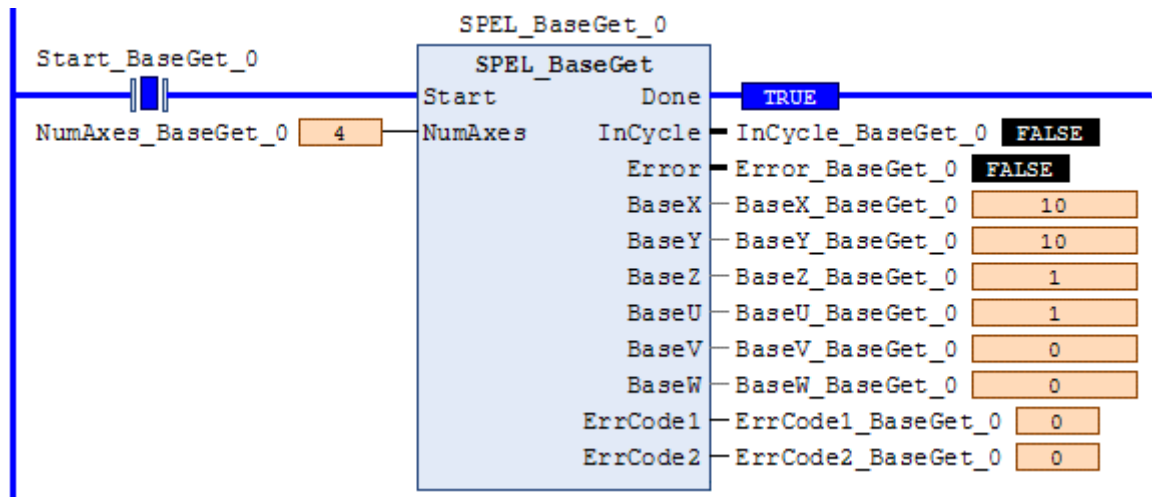 SPEL_BaseGet_0
Start_BaseGet_0 SPEL_BaseGet
Start Done TRUE
NumAxes_BaseGet_0 4 NumAxes InCycle InCycle_BaseGet_0 FALSE
Error Error_BaseGet_0 FALSE
BaseX BaseX_BaseGet_0 10
BaseY BaseY_BaseGet_0 10
BaseZ BaseZ_BaseGet_0 1
BaseU BaseU_BaseGet_0 1
BaseV BaseV_BaseGet_0 0
BaseW BaseW_BaseGet_0 0
ErrCode1 ErrCode1_BaseGet_0 0
ErrCode2 ErrCode2_BaseGet_0 0